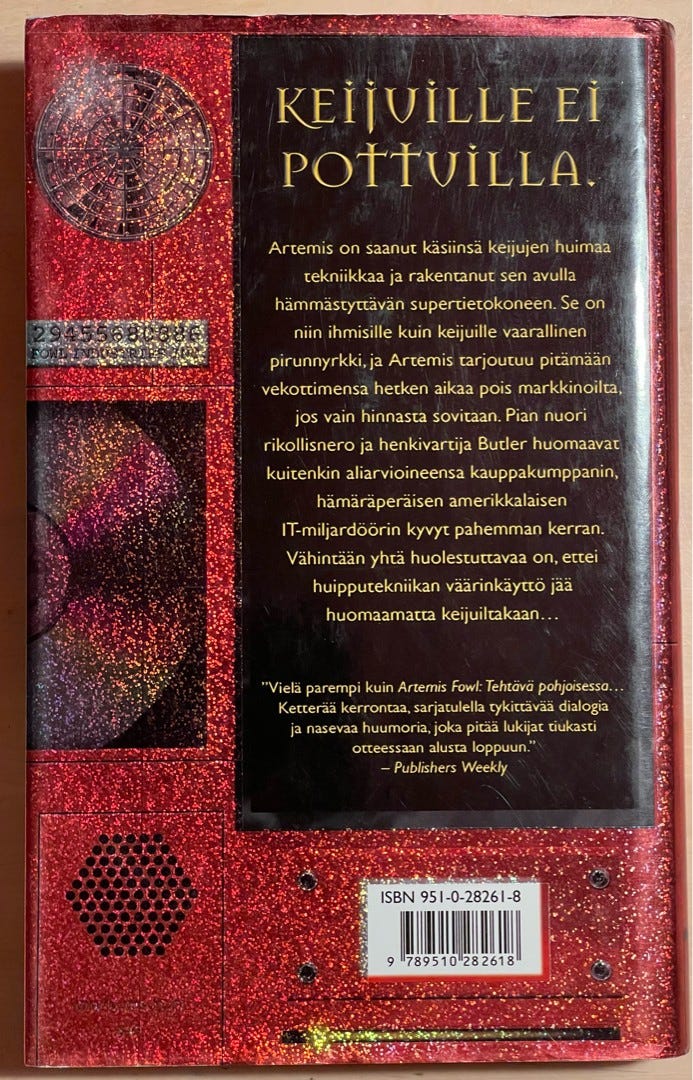 KEIJUILLE EI
POTTUILLA.
Artemis on saanut käsiinsä keijujen huimaa
tekniikkaa ja rakentanut sen avulla
hämmästyttävän supertietokoneen. Se on
niin ihmisille kuin keijuille vaarallinen
pirunnyrkki, ja Artemis tarjoutuu pitämään
vekottimensa hetken aikaa pois markkinoilta,
jos vain hinnasta sovitaan. Pian nuori
rikollisnero ja henkivartija Butler huomaavat
kuitenkin aliarvioineensa kauppakumppanin,
hämäräperäisen amerikkalaisen
IT-miljardöörin kyvyt pahemman kerran.
Vähintään yhtä huolestuttavaa on, ettei
huipputekniikan väärinkäyttö jää
huomaamatta keijuiltakaan…
”Vielä parempi kuin Artemis Fowl: Tehtävä pohjoisessa…
Ketterää kerrontaa, sarjatulella tykittävää dialogia
ja nasevaa huumoria, joka pitää lukijat tiukasti
otteessaan alusta loppuun.”
– Publishers Weekly
29455680886
FOWL INDUSTRIES
ISBN 951-0-28261-8
9 789510 282618